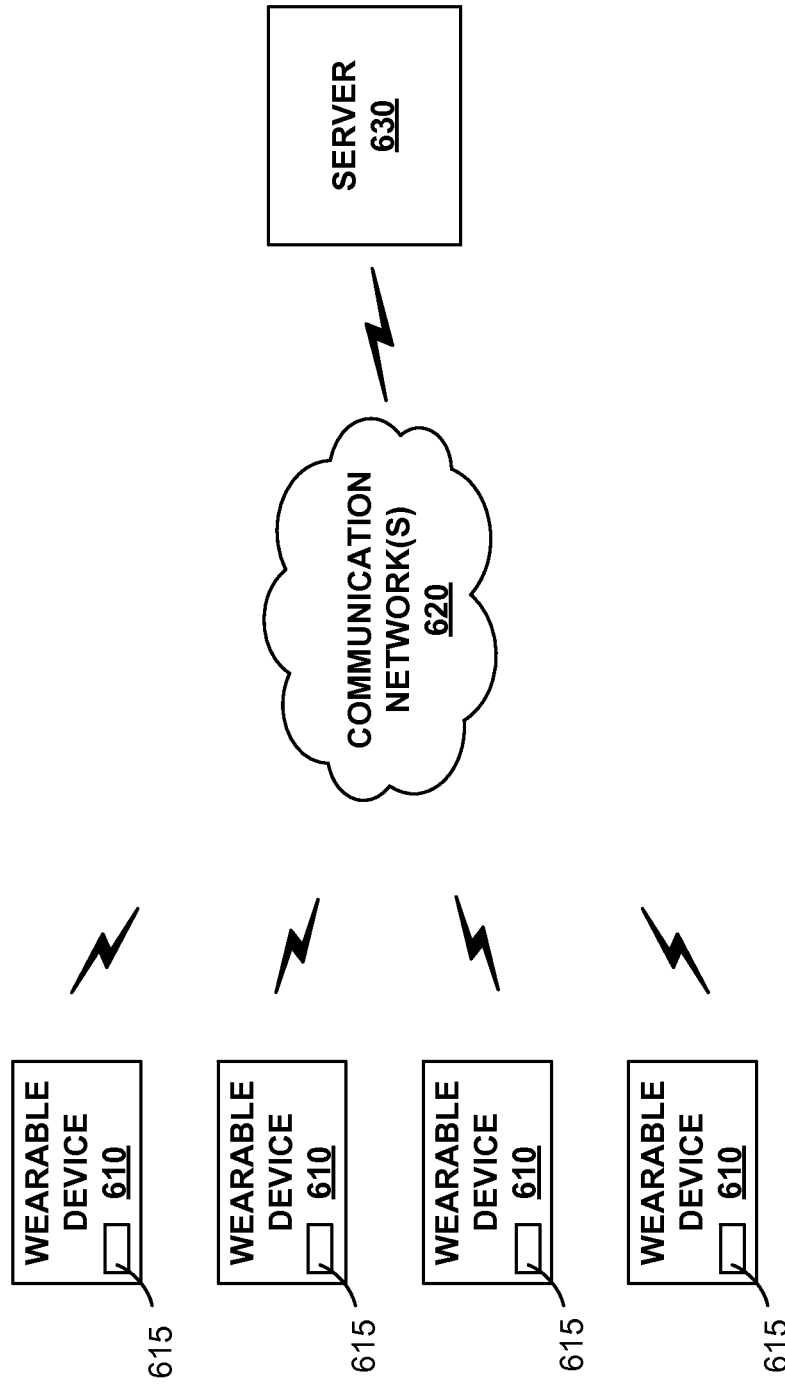 WEARABLE
DEVICE
610
615
WEARABLE
DEVICE
610
615
WEARABLE
DEVICE
610
615
WEARABLE
DEVICE
610
615
COMMUNICATION
NETWORK(S)
620
SERVER
630